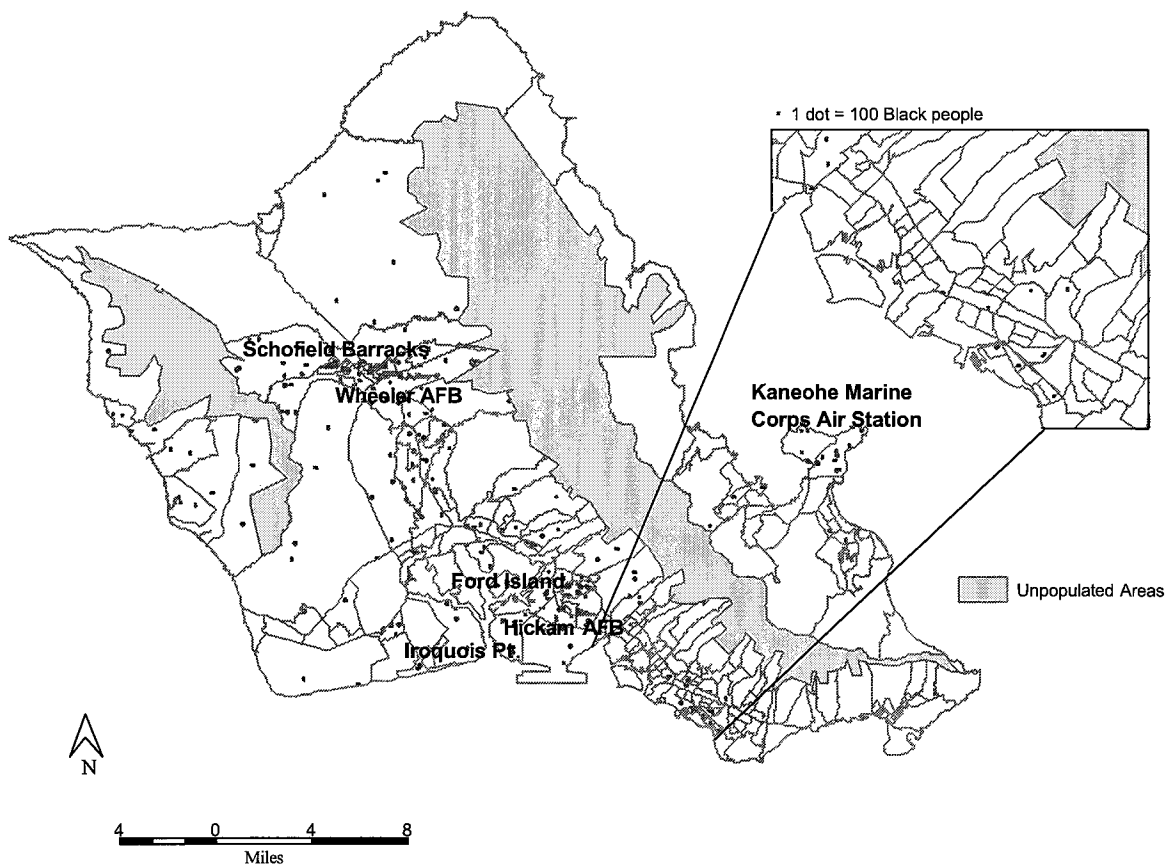 1 dot = 100 Black people
Schofield Barracks
Wheeler AFB
Kaneohe Marine
Corps Air Station
Ford Island
Unpopulated Areas
Hickam AFB
Iroquois Pt.
N
4 0 4 8
Miles